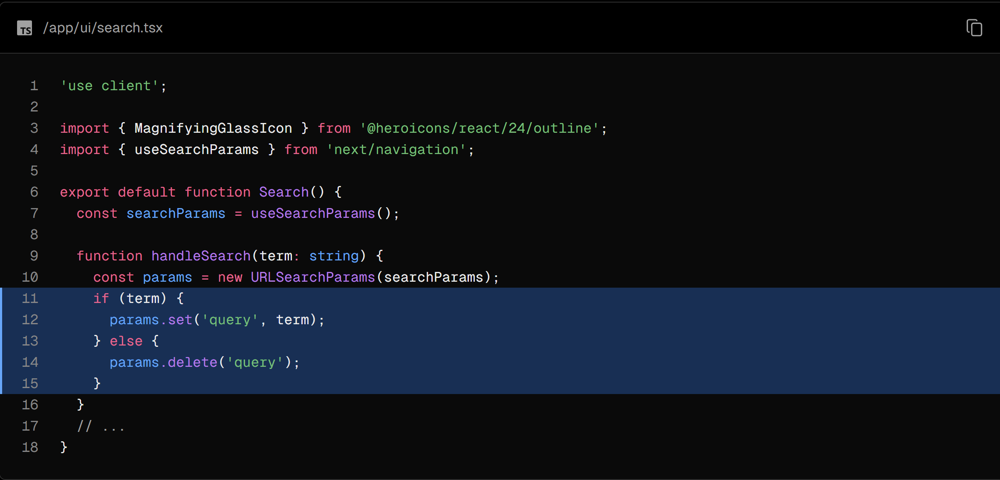 TS /app/ui/search.tsx
1 'use client';
2
3 import { MagnifyingGlassIcon } from '@heroicons/react/24/outline';
4 import { useSearchParams } from 'next/navigation';
5
6 export default function Search() {
7   const searchParams = useSearchParams();
8
9   function handleSearch(term: string) {
10     const params = new URLSearchParams(searchParams);
11     if (term) {
12       params.set('query', term);
13     } else {
14       params.delete('query');
15     }
16   }
17   // ...
18 }